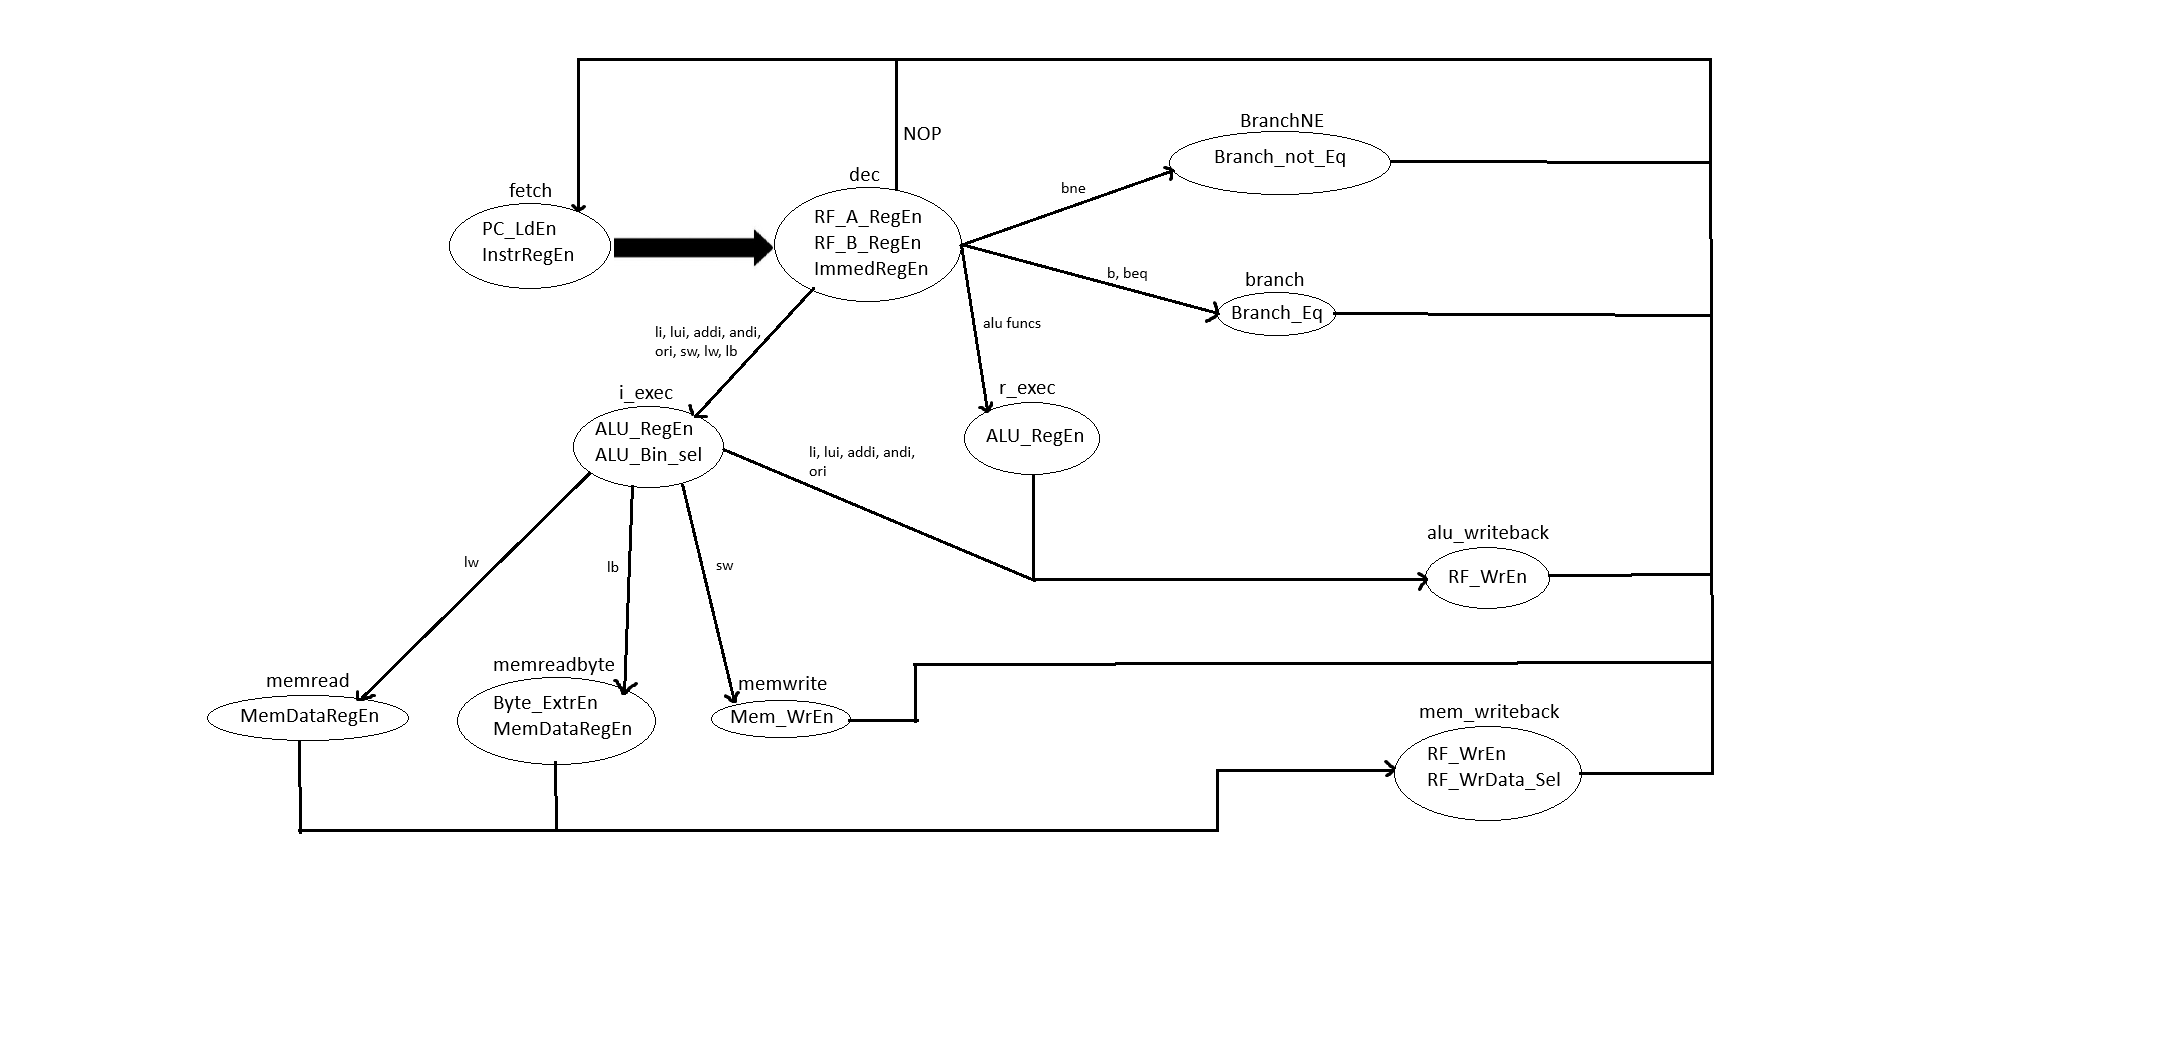 BranchNE
Branch_not_Eq
NOP
dec
RF_A_RegEn
RF_B_RegEn
ImmedRegEn
fetch
PC_LdEn
InstrRegEn
bne
b, beq
branch
Branch_Eq
alu funcs
li, lui, addi, andi,
ori, sw, lw, lb
i_exec
ALU_RegEn
ALU_Bin_sel
r_exec
ALU_RegEn
li, lui, addi, andi,
ori
alu_writeback
RF_WrEn
lw
lb
sw
memread
MemDataRegEn
memreadbyte
Byte_ExtrEn
MemDataRegEn
memwrite
Mem_WrEn
mem_writeback
RF_WrEn
RF_WrData_Sel